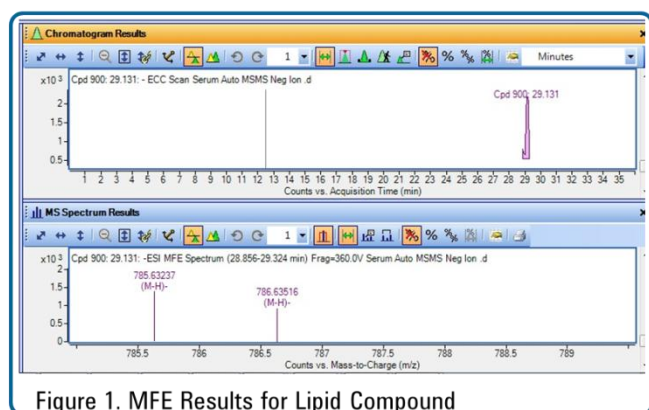 Chromatogram Results
1 % Minutes
x10 3 Cpd 900: 29.131: - ECC Scan Serum Auto MSMS Neg Ion .d
Cpd 900: 29.131
2-
1.5-
1-
0.5-
1 2 3 4 5 6 7 8 9 10 11 12 13 14 15 16 17 18 19 20 21 22 23 24 25 26 27 28 29 30 31 32 33 34 35
Counts vs. Acquisition Time (min)
MS Spectrum Results
1 %
x10 3 Cpd 900: 29.131: -ESI MFE Spectrum (28.856-29.324 min) Frag=360.0V Serum Auto MSMS Neg Ion .d
2-
785.63237
(M-H)-
786.63516
(M-H)-
1.5-
1-
0.5-
0-
785.5 786 786.5 787 787.5 788 788.5 789
Counts vs. Mass-to-Charge (m/z)
Figure 1. MFE Results for Lipid Compound